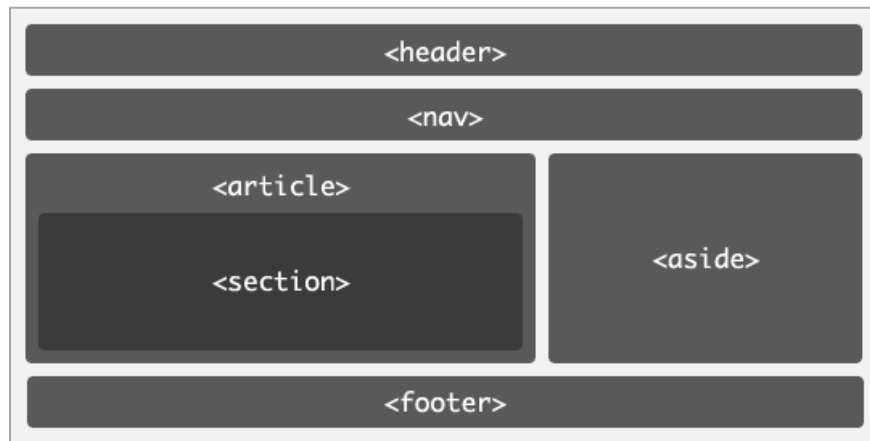 <header>
<nav>
<article>
<section>
<aside>
<footer>